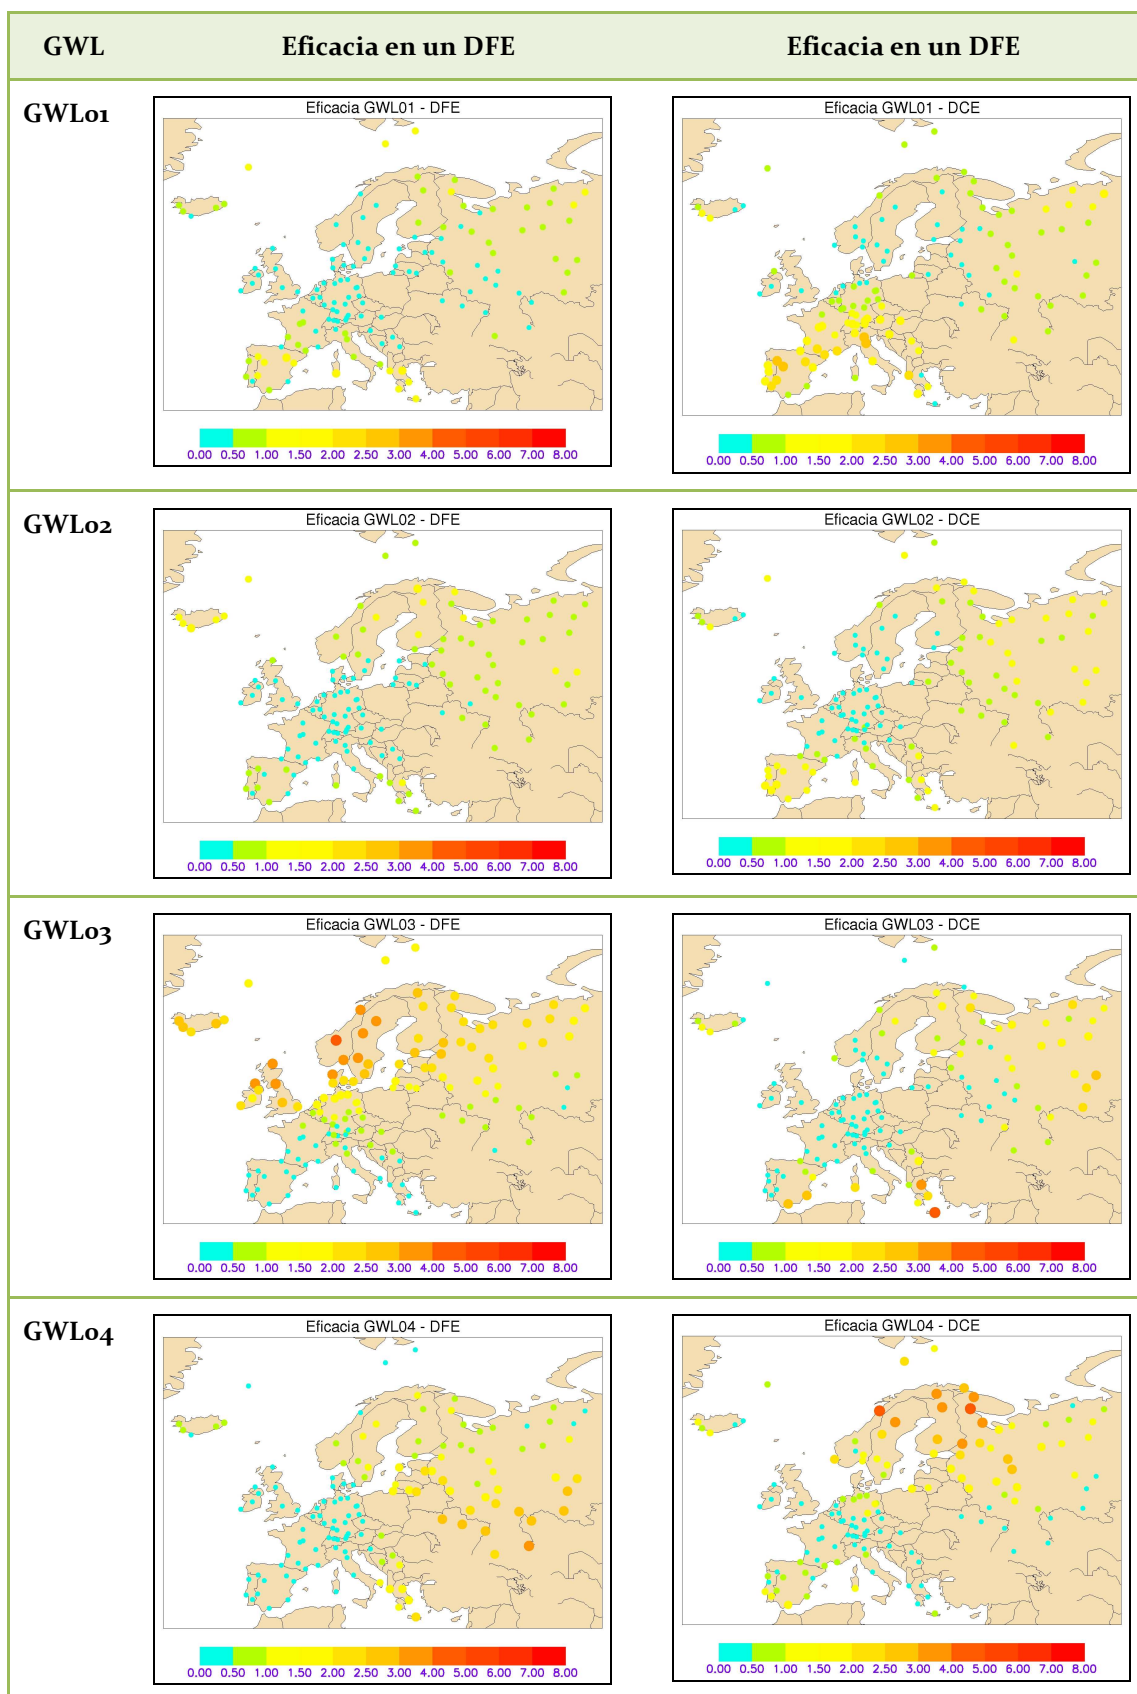 GWL Eficacia en un DFE Eficacia en un DFE
GWL01
Eficacia GWL01 - DFE
0.00 0.50 1.00 1.50 2.00 2.50 3.00 4.00 5.00 6.00 7.00 8.00
Eficacia GWL01 - DCE
0.00 0.50 1.00 1.50 2.00 2.50 3.00 4.00 5.00 6.00 7.00 8.00
GWL02
Eficacia GWL02 - DFE
0.00 0.50 1.00 1.50 2.00 2.50 3.00 4.00 5.00 6.00 7.00 8.00
Eficacia GWL02 - DCE
0.00 0.50 1.00 1.50 2.00 2.50 3.00 4.00 5.00 6.00 7.00 8.00
GWL03
Eficacia GWL03 - DFE
0.00 0.50 1.00 1.50 2.00 2.50 3.00 4.00 5.00 6.00 7.00 8.00
Eficacia GWL03 - DCE
0.00 0.50 1.00 1.50 2.00 2.50 3.00 4.00 5.00 6.00 7.00 8.00
GWL04
Eficacia GWL04 - DFE
0.00 0.50 1.00 1.50 2.00 2.50 3.00 4.00 5.00 6.00 7.00 8.00
Eficacia GWL04 - DCE
0.00 0.50 1.00 1.50 2.00 2.50 3.00 4.00 5.00 6.00 7.00 8.00